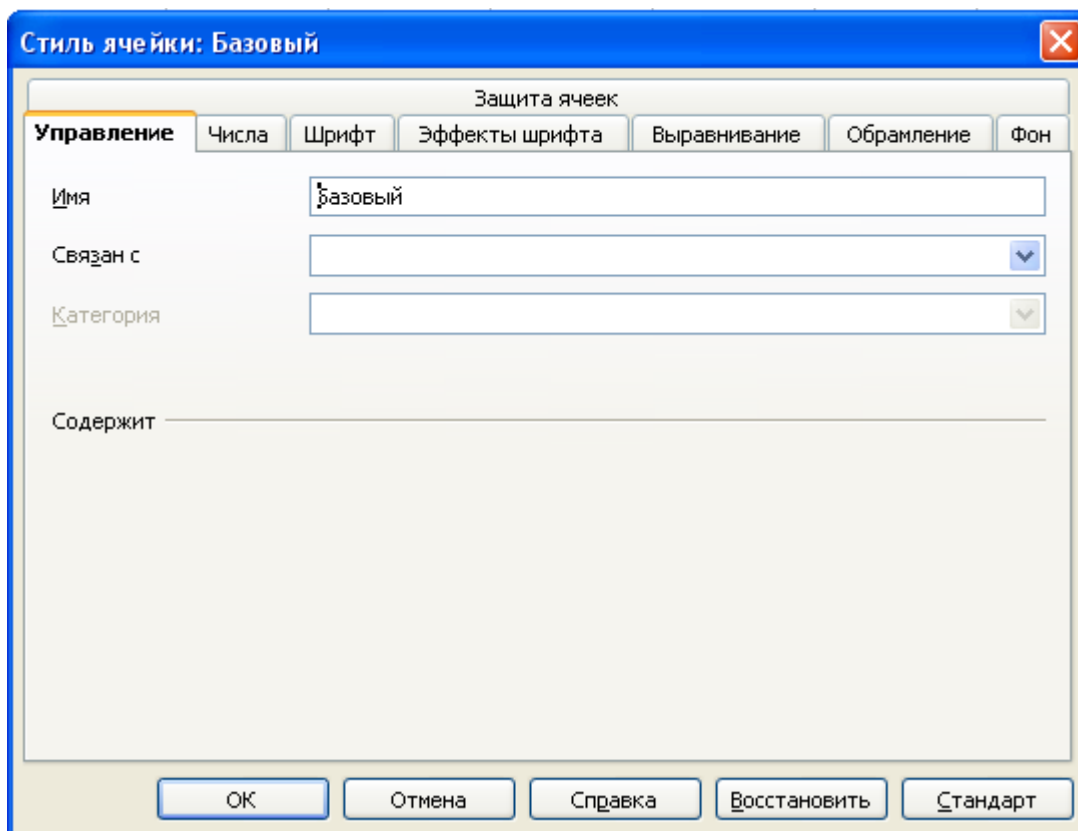 Стиль ячейки: Базовый
Защита ячеек
Управление Числа Шрифт Эффекты шрифта Выравнивание Обрамление Фон
Имя Базовый
Связан с
Категория
Содержит
ОК Отмена Справка Восстановить Стандарт